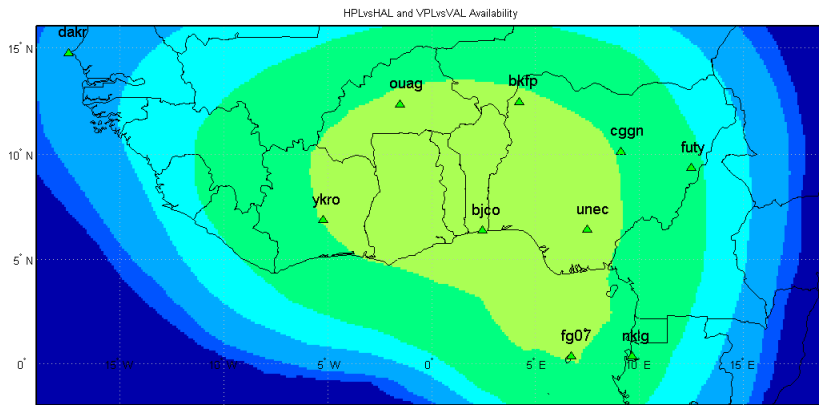 HPLvsHAL and VPLvsVAL Availability
15° N
dakr
ouag
bkfp
cggn
futy
10° N
ykro
bjco
unec
5° N
fg07
nklg
0°
5° W
0°
5° E
10° E
15° E